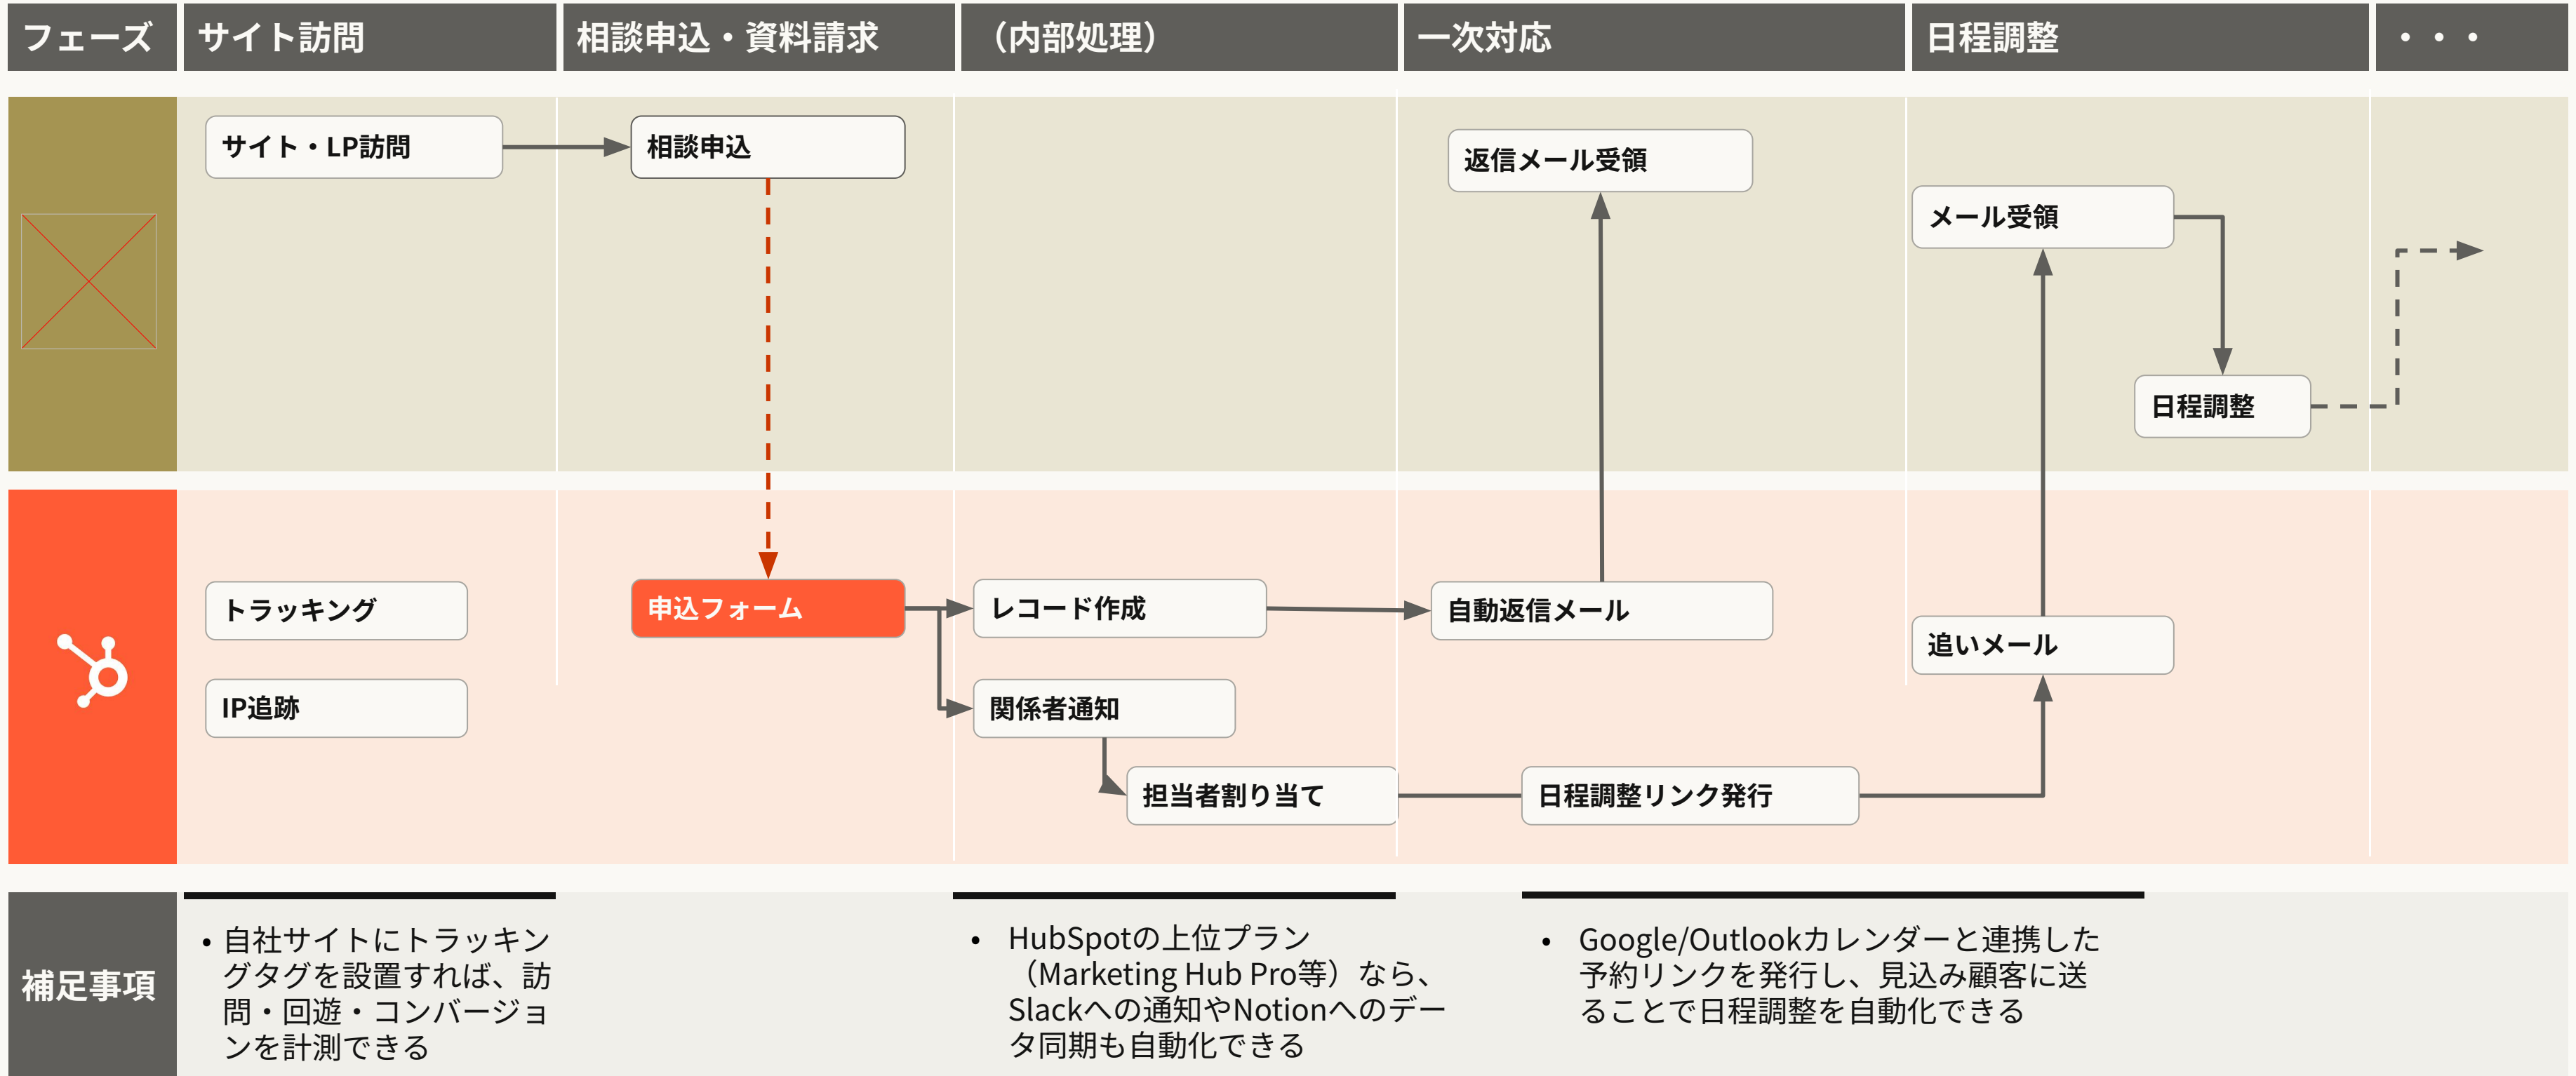 フェーズ
サイト訪問
相談申込・資料請求
（内部処理）
一次対応
日程調整
・・・
サイト・LP訪問
相談申込
返信メール受領
メール受領
日程調整
トラッキング
IP追跡
申込フォーム
レコード作成
関係者通知
担当者割り当て
自動返信メール
日程調整リンク発行
追いメール
補足事項
• 自社サイトにトラッキン
グタグを設置すれば、訪
問・回遊・コンバージョ
ンを計測できる
• HubSpotの上位プラン
（Marketing Hub Pro等）なら、
Slackへの通知やNotionへのデー
タ同期も自動化できる
• Google/Outlookカレンダーと連携した
予約リンクを発行し、見込み顧客に送
ることで日程調整を自動化できる